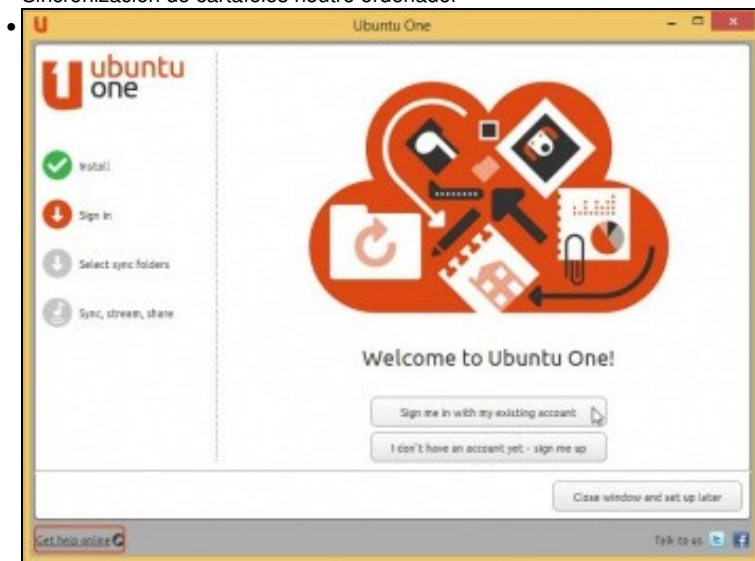 Ubuntu One
ubuntu
one
Install
Sign in
Select sync folders
Sync, stream, share
Welcome to Ubuntu One!
Sign me in with my existing account
I don't have an account yet - sign me up
Close window and set up later
Get help online
Talk to us